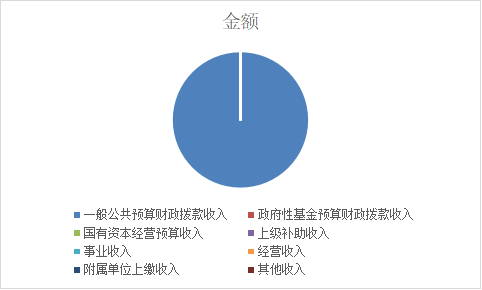 金额
一般公共预算财政拨款收入 政府性基金预算财政拨款收入
国有资本经营预算收入 上级补助收入
事业收入 经营收入
附属单位上缴收入 其他收入